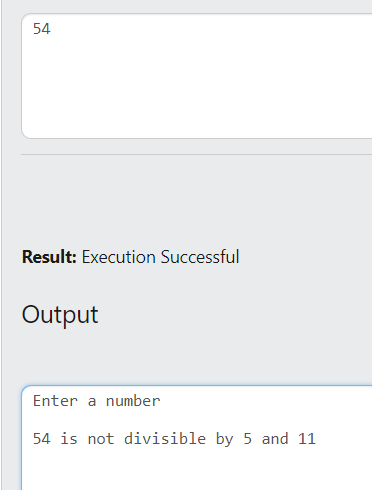 54
Result: Execution Successful
Output
Enter a number
54 is not divisible by 5 and 11